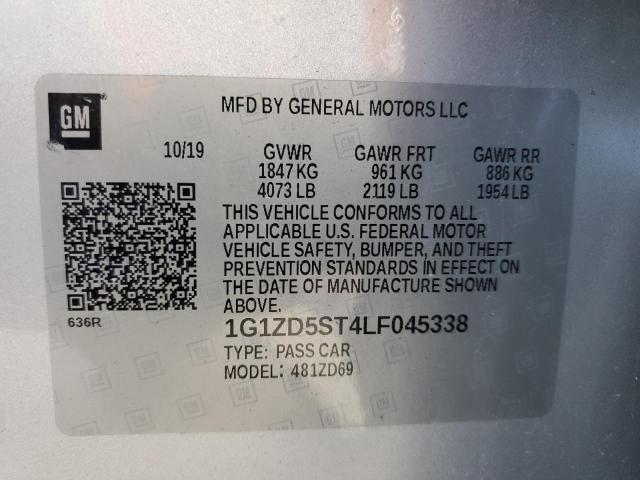 GM
MFD BY GENERAL MOTORS LLC
10/19 GVWR GAWR FRT GAWR RR
1847 KG 961 KG 886 KG
4073 LB 2119 LB 1954 LB
THIS VEHICLE CONFORMS TO ALL
APPLICABLE U.S. FEDERAL MOTOR
VEHICLE SAFETY, BUMPER, AND THEFT
PREVENTION STANDARDS IN EFFECT ON
THE DATE OF MANUFACTURE SHOWN
ABOVE.
636R
1G1ZD5ST4LF045338
TYPE: PASS CAR
MODEL: 481ZD69